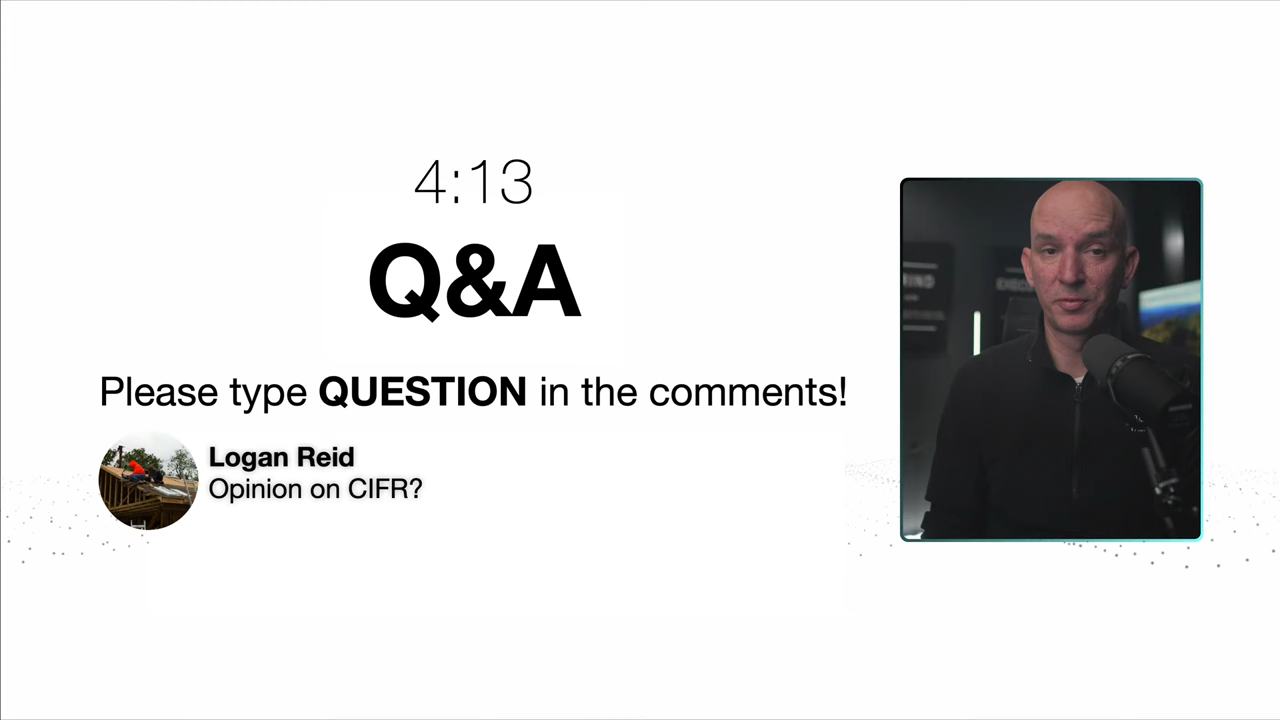 4:13
Q&A
Please type QUESTION in the comments!
Logan Reid
Opinion on CIFR?